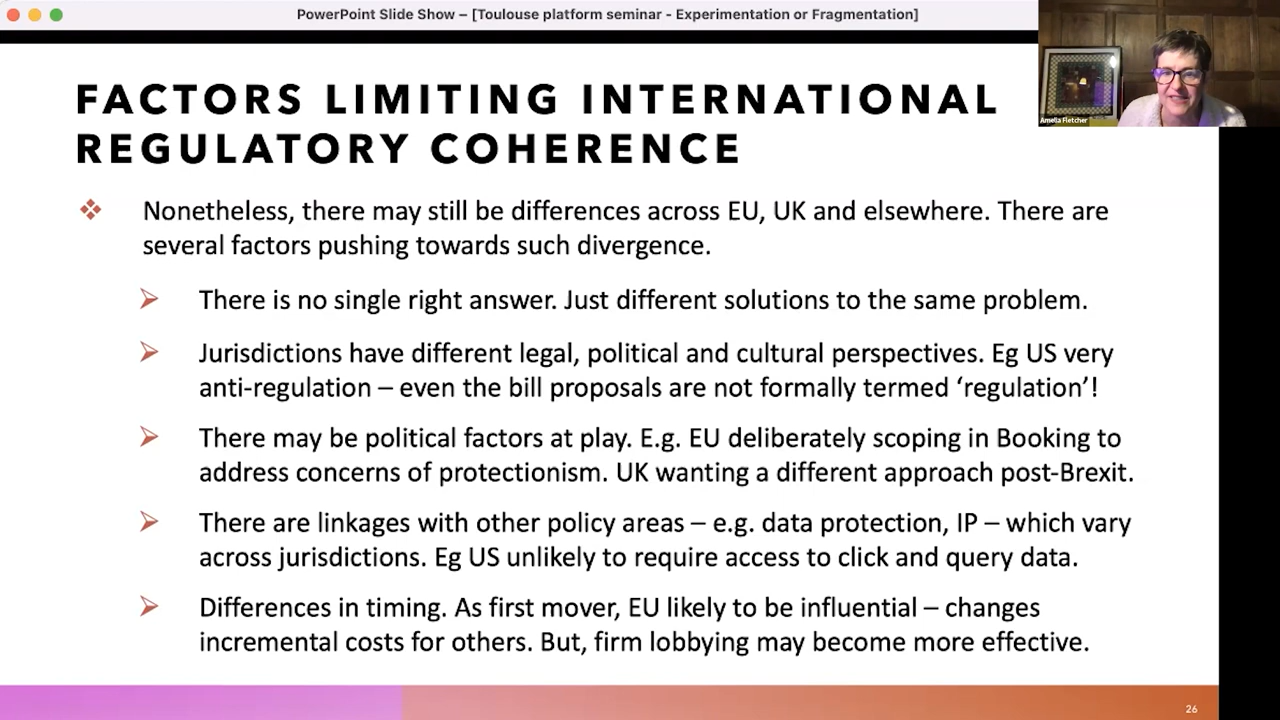 PowerPoint Slide Show – [Toulouse platform seminar - Experimentation or Fragmentation]
FACTORS LIMITING INTERNATIONAL
REGULATORY COHERENCE
Amelia Fletcher
Nonetheless, there may still be differences across EU, UK and elsewhere. There are
several factors pushing towards such divergence.
There is no single right answer. Just different solutions to the same problem.
Jurisdictions have different legal, political and cultural perspectives. Eg US very
anti-regulation – even the bill proposals are not formally termed ‘regulation’!
There may be political factors at play. E.g. EU deliberately scoping in Booking to
address concerns of protectionism. UK wanting a different approach post-Brexit.
There are linkages with other policy areas – e.g. data protection, IP – which vary
across jurisdictions. Eg US unlikely to require access to click and query data.
Differences in timing. As first mover, EU likely to be influential – changes
incremental costs for others. But, firm lobbying may become more effective.
26